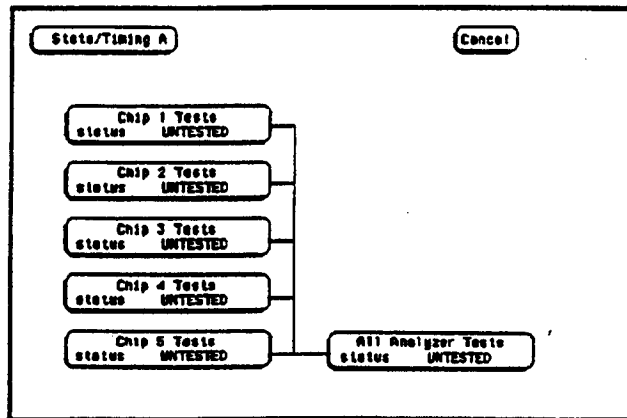 State/Timing A
Cancel
Chip 1 Tests
status UNTESTED
Chip 2 Tests
status UNTESTED
Chip 3 Tests
status UNTESTED
Chip 4 Tests
status UNTESTED
Chip 5 Tests
status UNTESTED
All Analyzer Tests
status UNTESTED